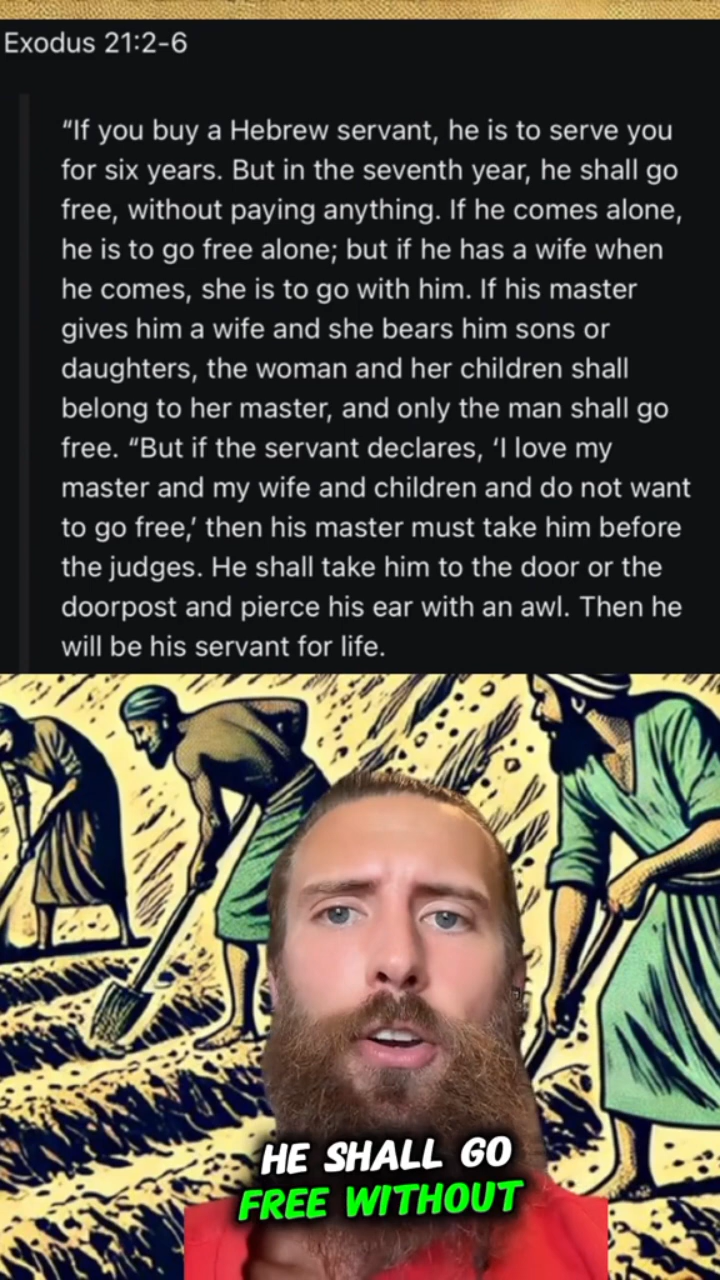 Exodus 21:2-6
“If you buy a Hebrew servant, he is to serve you
for six years. But in the seventh year, he shall go
free, without paying anything. If he comes alone,
he is to go free alone; but if he has a wife when
he comes, she is to go with him. If his master
gives him a wife and she bears him sons or
daughters, the woman and her children shall
belong to her master, and only the man shall go
free. “But if the servant declares, ‘I love my
master and my wife and children and do not want
to go free,’ then his master must take him before
the judges. He shall take him to the door or the
doorpost and pierce his ear with an awl. Then he
will be his servant for life.
HE SHALL GO
FREE WITHOUT